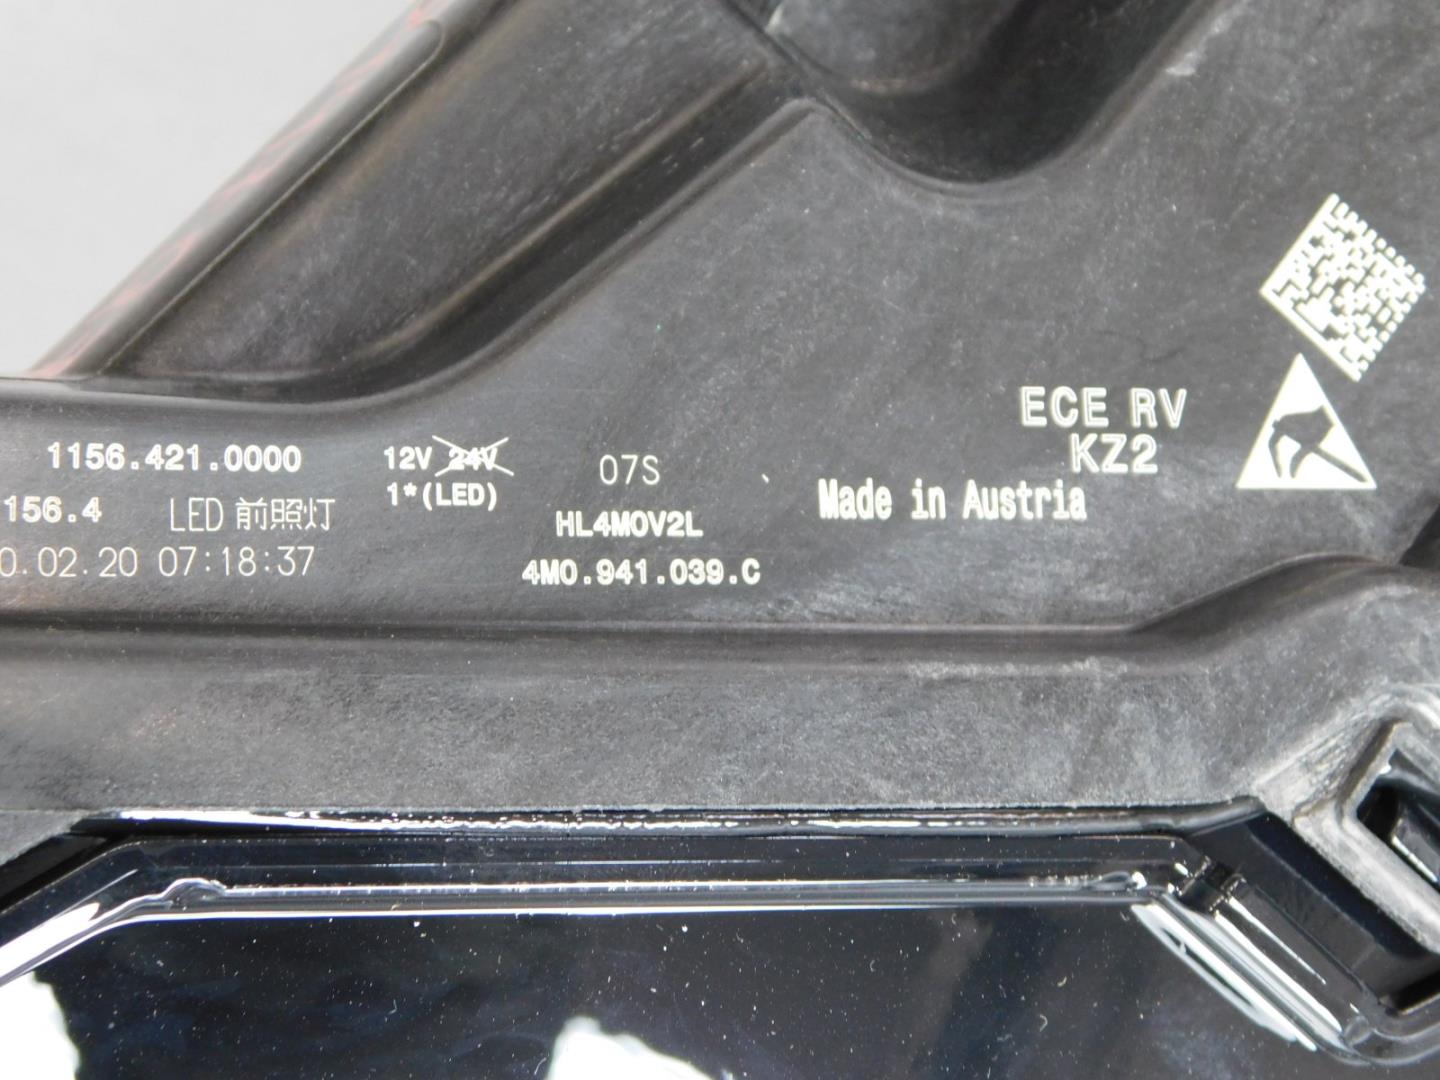 1156.421.0000
156.4 LED 前照灯
0.02.20 07:18:37
12V 24V
1*(LED)
07S
HL4M0V2L
4M0.941.039.C
Made in Austria
ECE RV
KZ2